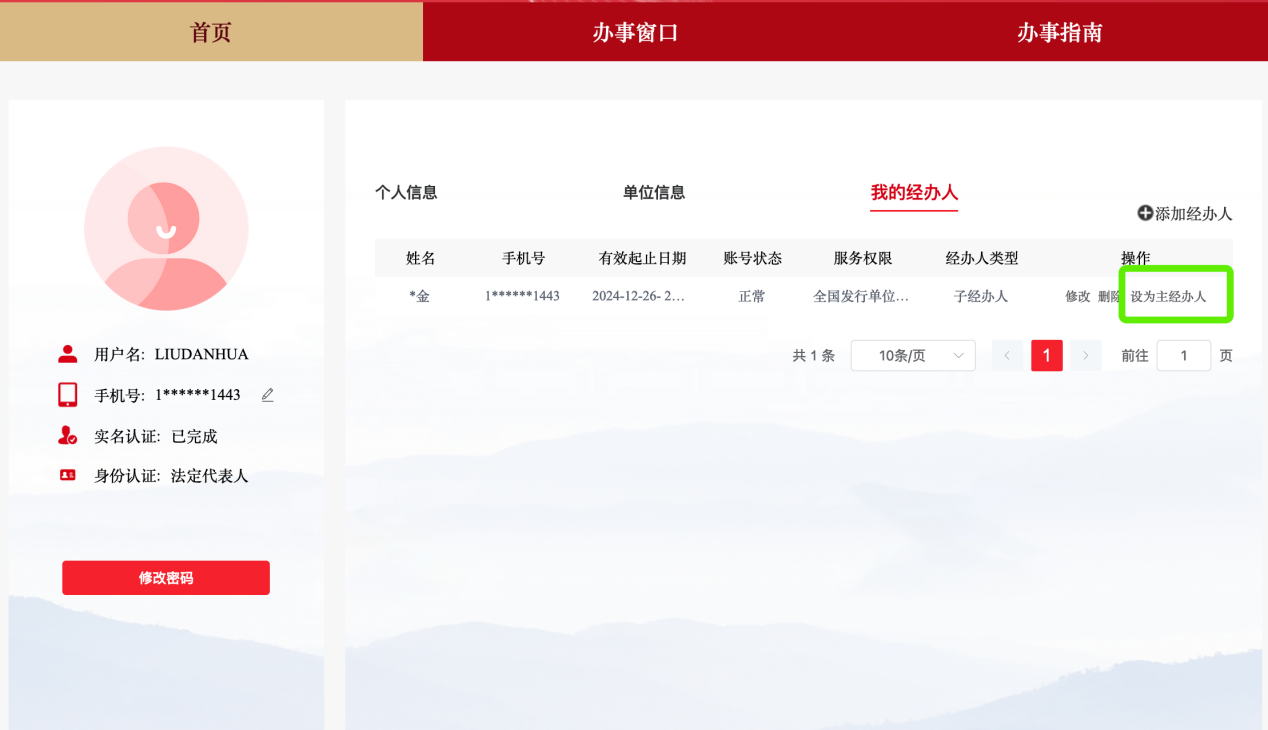 首页 办事窗口 办事指南
个人信息 单位信息 我的经办人
添加经办人
姓名 手机号 有效起止日期 账号状态 服务权限 经办人类型 操作
*金 1******1443 2024-12-26- 2... 正常 全国发行单位... 子经办人 修改 删除 设为主经办人
共 1 条 10条/页 1 前往 1 页
用户名: LIUDANHUA
手机号: 1******1443
实名认证: 已完成
身份认证: 法定代表人
修改密码